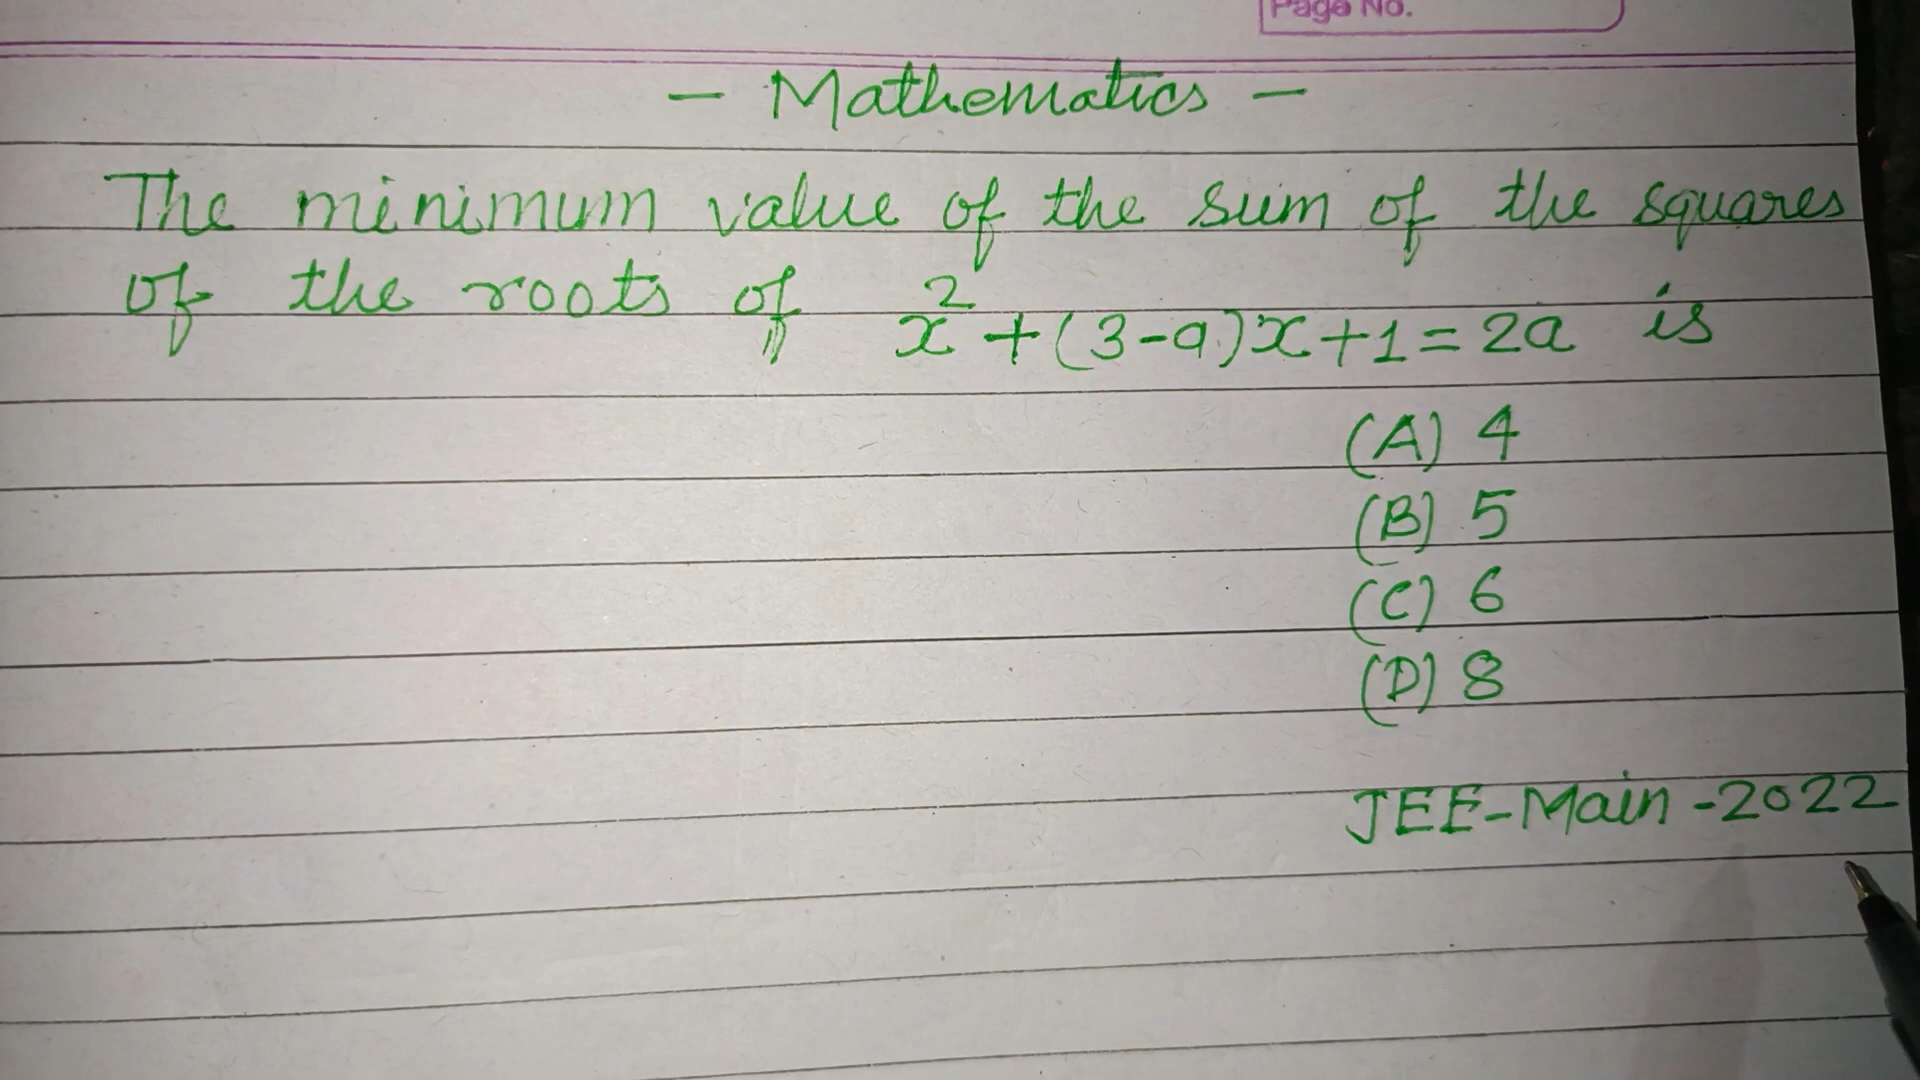 Page No.
- Mathematics -
The minimum value of the sum of the squares
of the roots of x² + (3-a)x+1 = 2a is
(A) 4
(B) 5
(C) 6
(D) 8
JEE-Main -2022